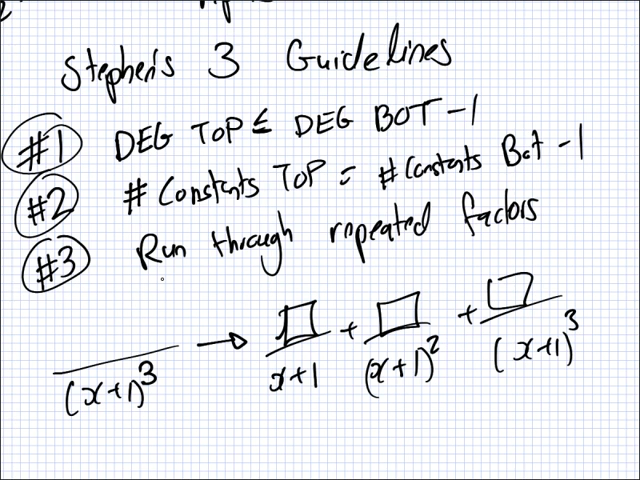 Stephen's 3 Guidelines
#1 DEG TOP ≤ DEG BOT -1
#2 # Constants TOP = # Constants Bot -1
#3 Run through repeated factors
/(x+1)^3 → □/(x+1) + □/(x+1)^2 + □/(x+1)^3